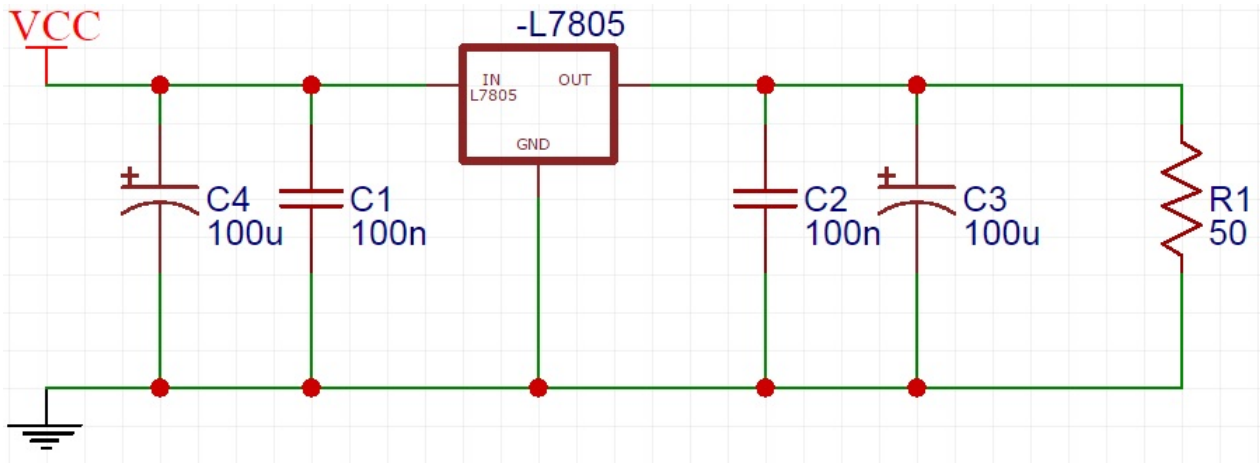 VCC
-L7805
IN
OUT
L7805
GND
+
C4
100u
C1
100n
C2
100n
+
C3
100u
R1
50